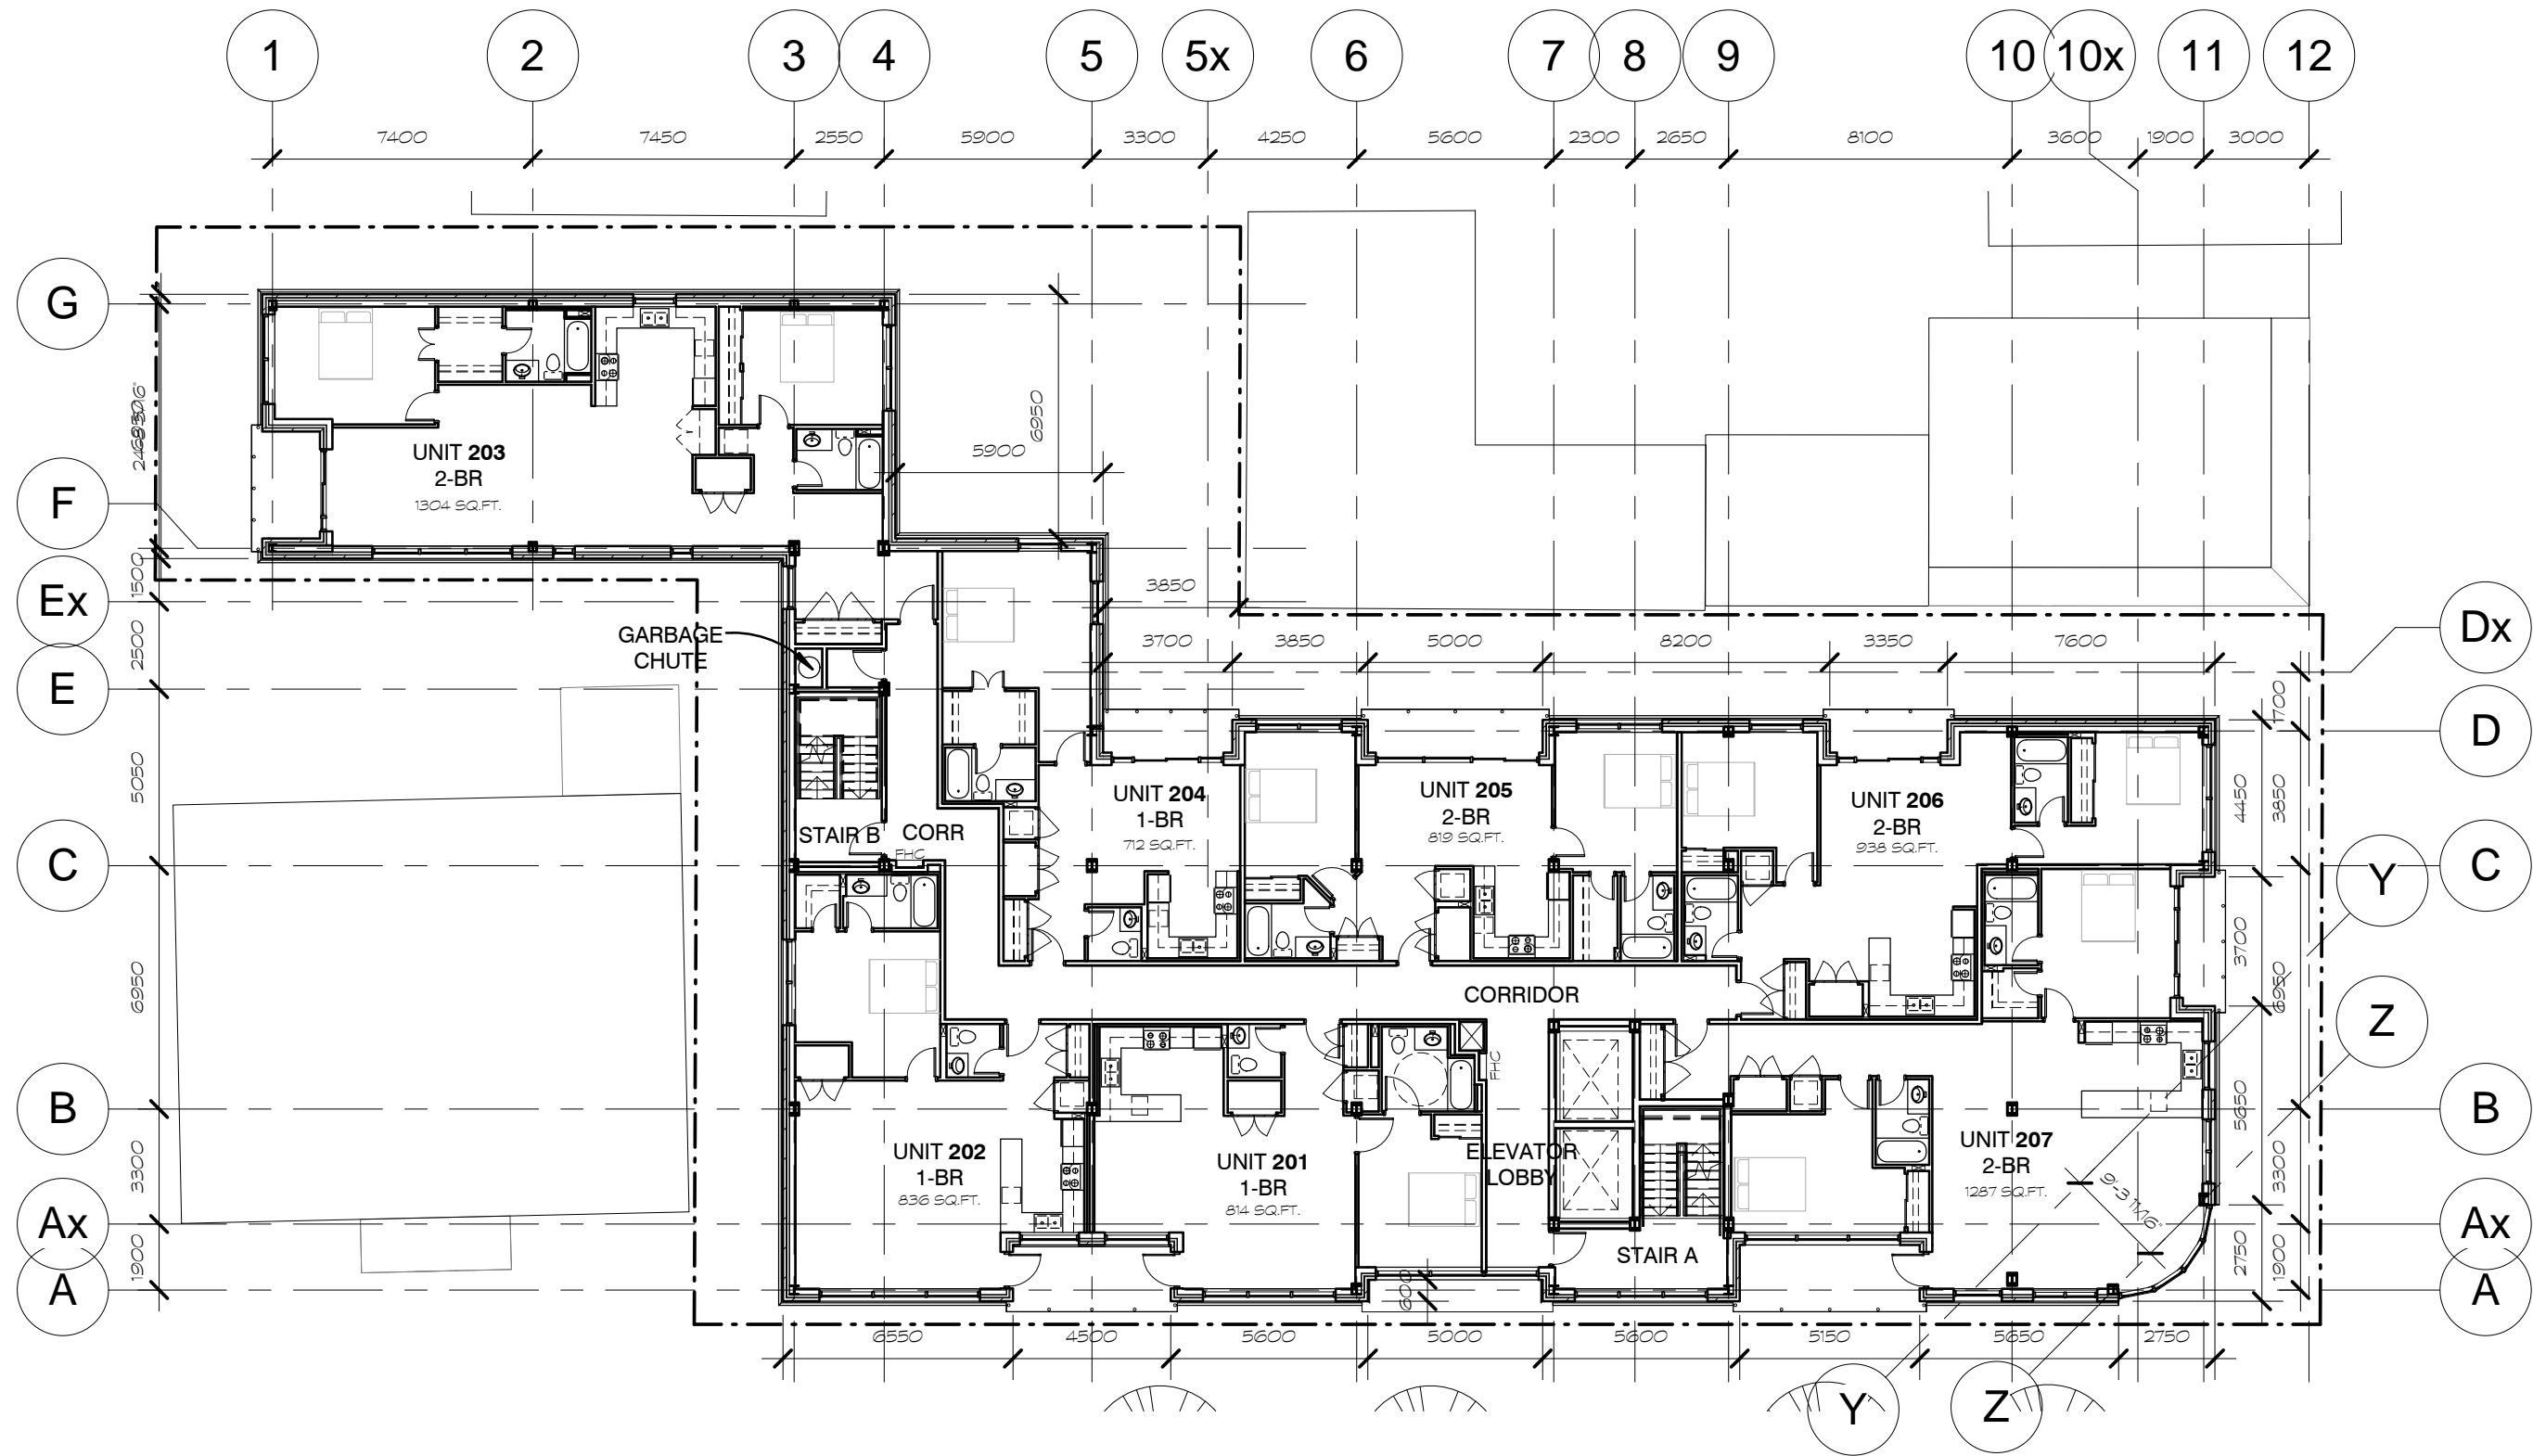 1 2 3 4 5 5x 6 7 8 9 10 10x 11 12
7400 7450 2550 5900 3300 4250 5600 2300 2650 8100 3600 1900 3000
G
6950
5900
UNIT 203
2-BR
1304 SQ.FT.
F
1500
Ex
3850
Dx
2500
GARBAGE
CHUTE
3700 3850 5000 8200 3350 7600
E
1700
D
5050
4450
3850
UNIT 204
1-BR
712 SQ.FT.
UNIT 205
2-BR
819 SQ.FT.
UNIT 206
2-BR
938 SQ.FT.
STAIR B
CORR
FHC
C
C
Y
6950
3700
6950
CORRIDOR
Z
FHC
B
B
5650
UNIT 202
1-BR
836 SQ.FT.
UNIT 201
1-BR
814 SQ.FT.
ELEVATOR
LOBBY
UNIT 207
2-BR
1287 SQ.FT.
3300
3300
9'-3 11/16"
Ax
Ax
STAIR A
1900
2750
1900
A
A
600
6550 4500 5600 5000 5600 5150 5650 2750
Y
Z